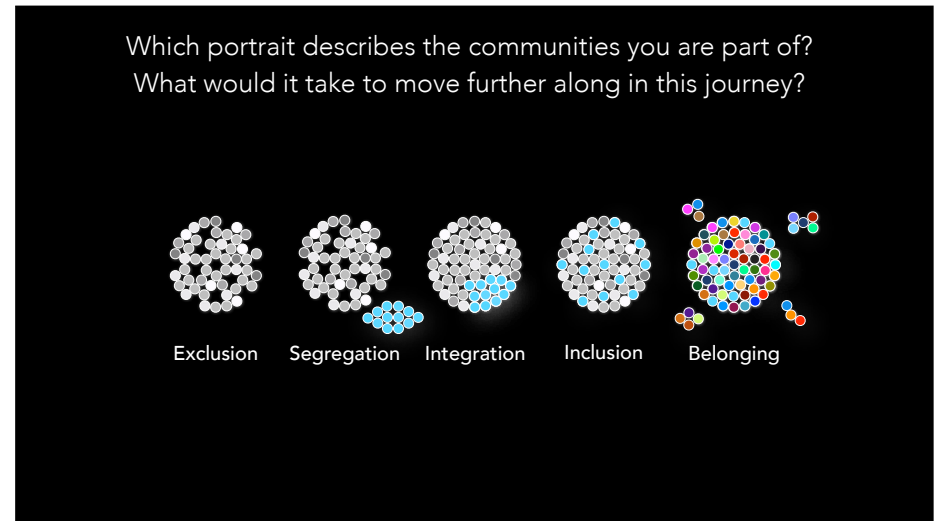 Which portrait describes the communities you are part of?
What would it take to move further along in this journey?
Exclusion
Segregation
Integration
Inclusion
Belonging